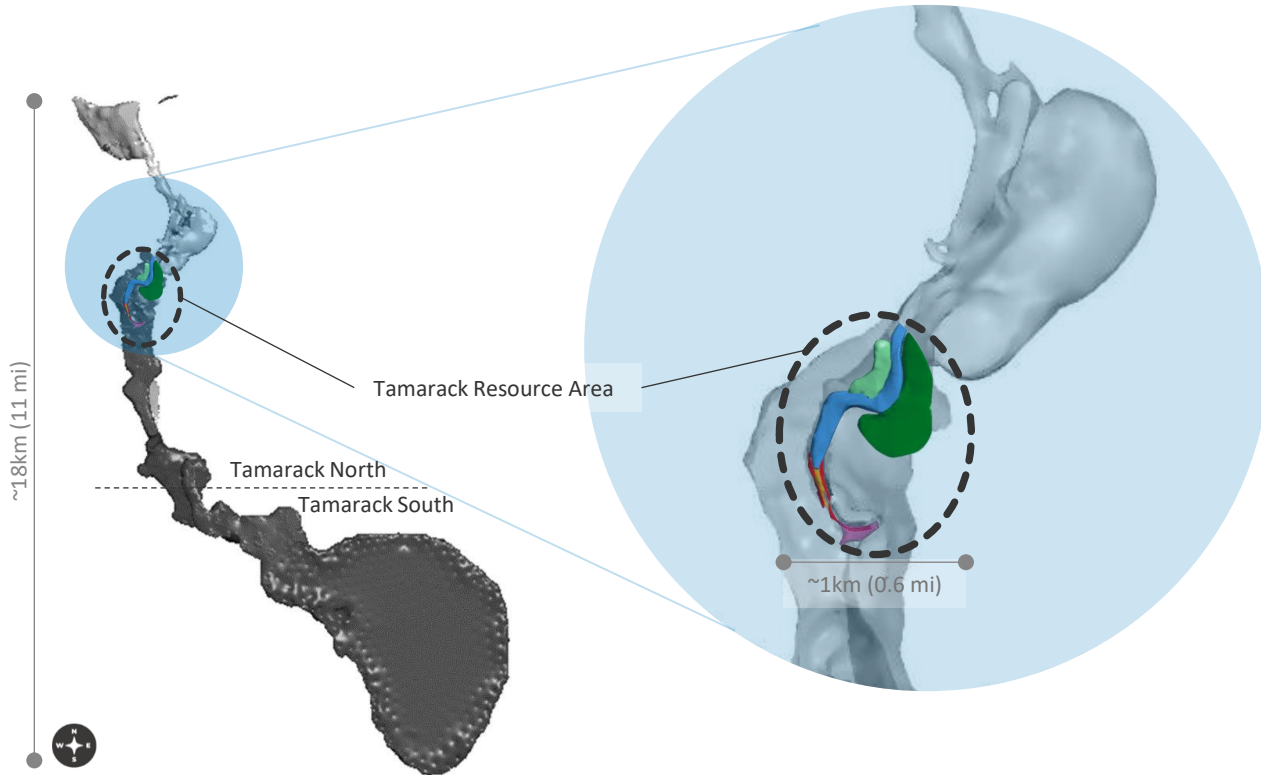 ~18km (11 mi)
Tamarack Resource Area
Tamarack North
Tamarack South
~1km (0.6 mi)
N
W E
S